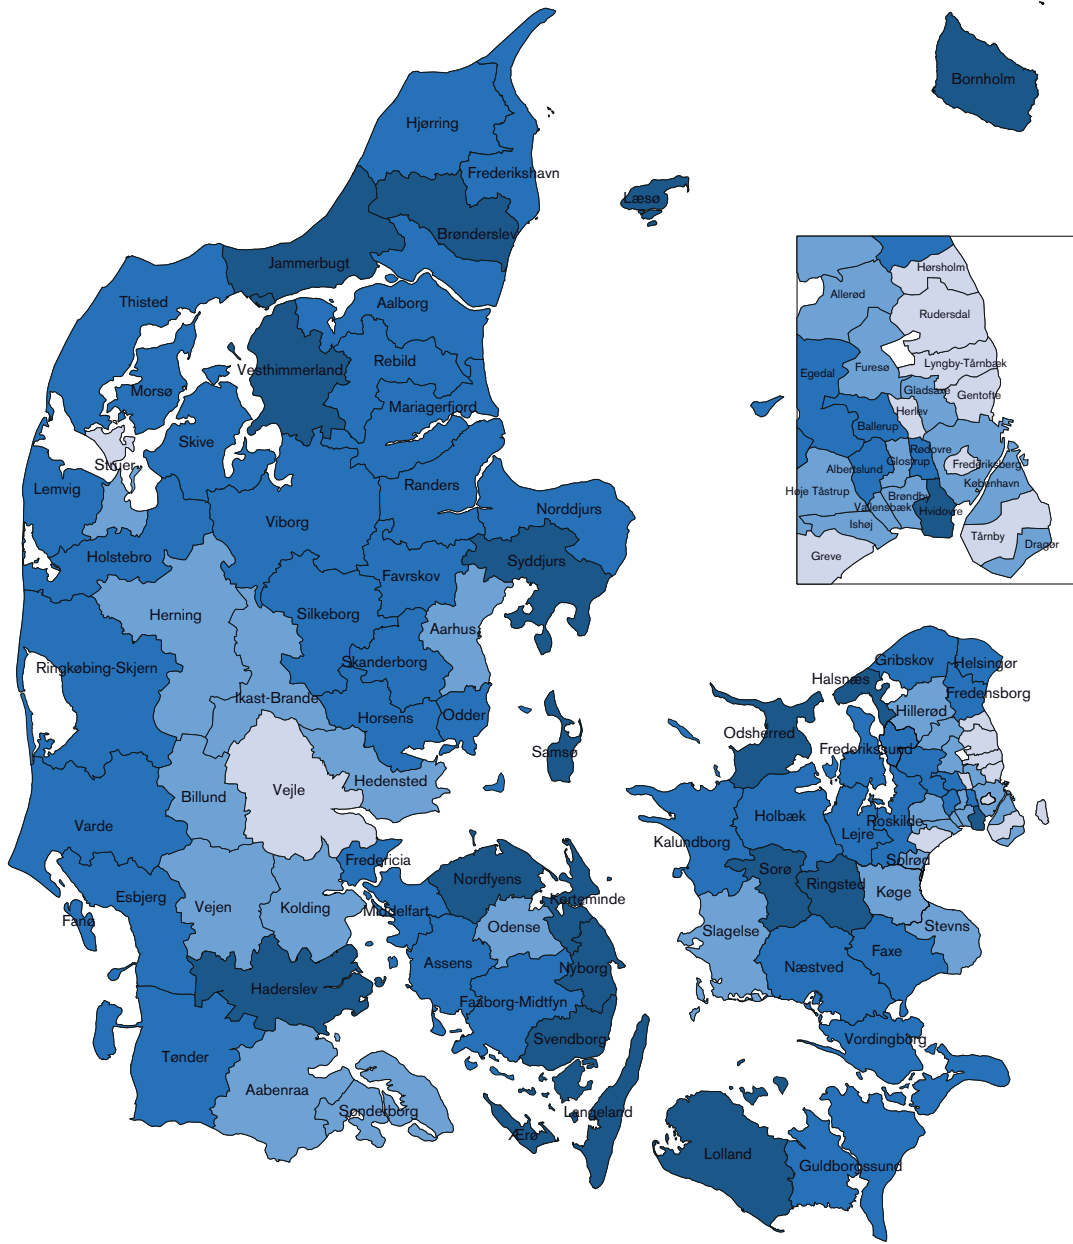 Bornholm
Hjørring
Frederikshavn
Læsø
Brønderslev
Jammerbugt
Hørsholm
Allerød
Thisted
Aalborg
Rudersdal
Rebild
Vesthimmerland
Lyngby-Tårnbæk
Egedal
Furesø
Morsø
Gladsaxe
Gentofte
Mariagerfjord
Herlev
Ballerup
Skive
Rødovre
Struer
Glostrup
Frederiksberg
Albertslund
Lemvig
Randers
København
Høje Tåstrup
Brøndby
Norddjurs
Vallensbæk
Hvidovre
Viborg
Ishøj
Tårnby
Dragør
Holstebro
Greve
Syddjurs
Favrskov
Herning
Silkeborg
Aarhus
Skanderborg
Gribskov
Helsingør
Ringkøbing-Skjern
Halsnæs
Fredensborg
Ikast-Brande
Hillerød
Horsens
Odder
Odsherred
Samsø
Frederikssund
Hedensted
Vejle
Billund
Holbæk
Roskilde
Varde
Lejre
Kalundborg
Fredericia
Solrød
Sorø
Nordfyens
Ringsted
Køge
Esbjerg
Kerteminde
Vejen
Kolding
Middelfart
Fanø
Odense
Stevns
Slagelse
Faxe
Assens
Nyborg
Næstved
Haderslev
Faaborg-Midtfyn
Svendborg
Vordingborg
Tønder
Aabenraa
Sønderborg
Langeland
Ærø
Lolland
Guldborgssund